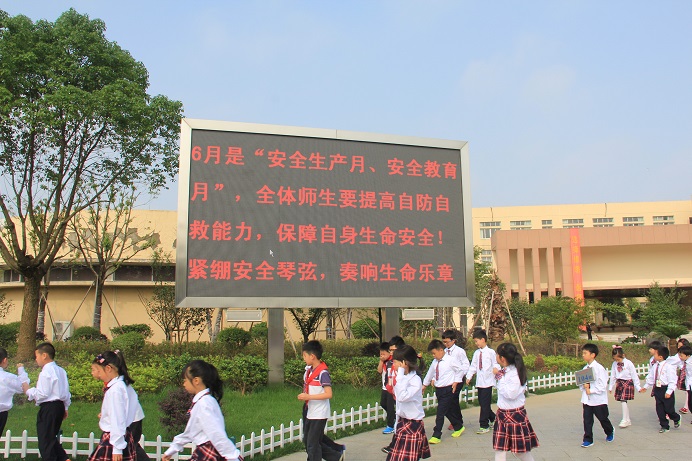 6月是“安全生产月、安全教育
月”，全体师生要提高自防自
救能力，保障自身生命安全！
紧绷安全琴弦，奏响生命乐章